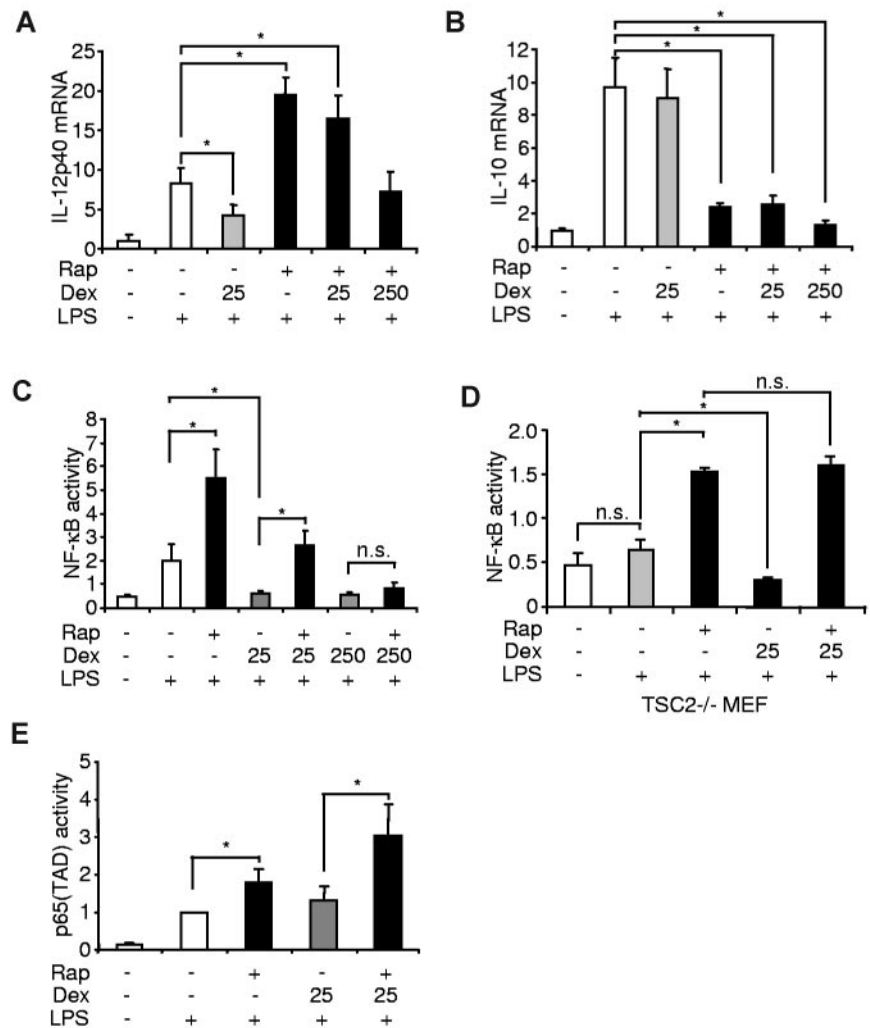 A
IL-12p40 mRNA
25
20
15
10
5
0
*
*
*
Rap - - - + + +
Dex - - 25 - 25 250
LPS - + + + + +
B
IL-10 mRNA
12
10
8
6
4
2
0
*
*
*
Rap - - - + + +
Dex - - 25 - 25 250
LPS - + + + + +
C
NF-κB activity
8
7
6
5
4
3
2
1
0
*
*
*
n.s.
Rap - - + - + - +
Dex - - - 25 25 250 250
LPS - + + + + + +
D
NF-κB activity
2.0
1.5
1.0
0.5
0
n.s.
*
*
n.s.
Rap - - + - +
Dex - - - 25 25
LPS - + + + +
TSC2-/- MEF
E
p65(TAD) activity
5
4
3
2
1
0
*
*
Rap - - + - +
Dex - - - 25 25
LPS - + + + +